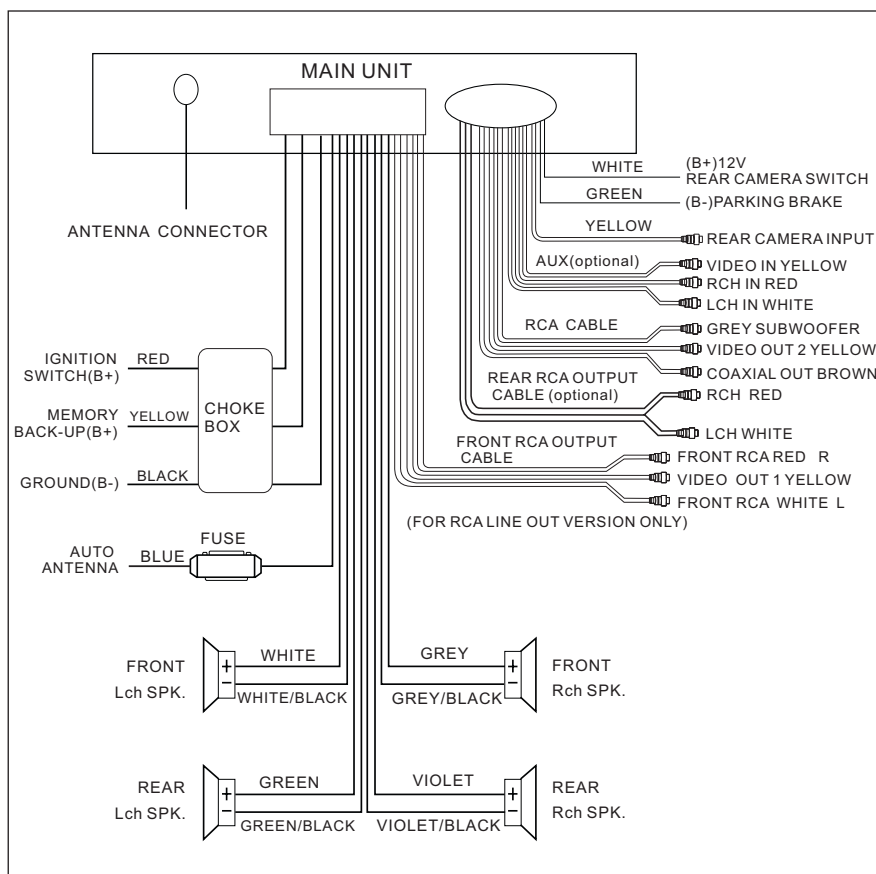 MAIN UNIT
ANTENNA CONNECTOR
WHITE
(B+)12V
REAR CAMERA SWITCH
GREEN
(B-)PARKING BRAKE
YELLOW
REAR CAMERA INPUT
AUX(optional)
VIDEO IN YELLOW
RCH IN RED
LCH IN WHITE
RCA CABLE
GREY SUBWOOFER
VIDEO OUT 2 YELLOW
COAXIAL OUT BROWN
REAR RCA OUTPUT
CABLE (optional)
RCH RED
LCH WHITE
FRONT RCA OUTPUT
CABLE
FRONT RCA RED R
VIDEO OUT 1 YELLOW
FRONT RCA WHITE L
(FOR RCA LINE OUT VERSION ONLY)
IGNITION
SWITCH(B+)
RED
MEMORY
BACK-UP(B+)
YELLOW
CHOKE
BOX
GROUND(B-)
BLACK
AUTO
ANTENNA
BLUE
FUSE
FRONT
Lch SPK.
+
−
WHITE
WHITE/BLACK
GREY
GREY/BLACK
+
−
FRONT
Rch SPK.
REAR
Lch SPK.
+
−
GREEN
GREEN/BLACK
VIOLET
VIOLET/BLACK
+
−
REAR
Rch SPK.